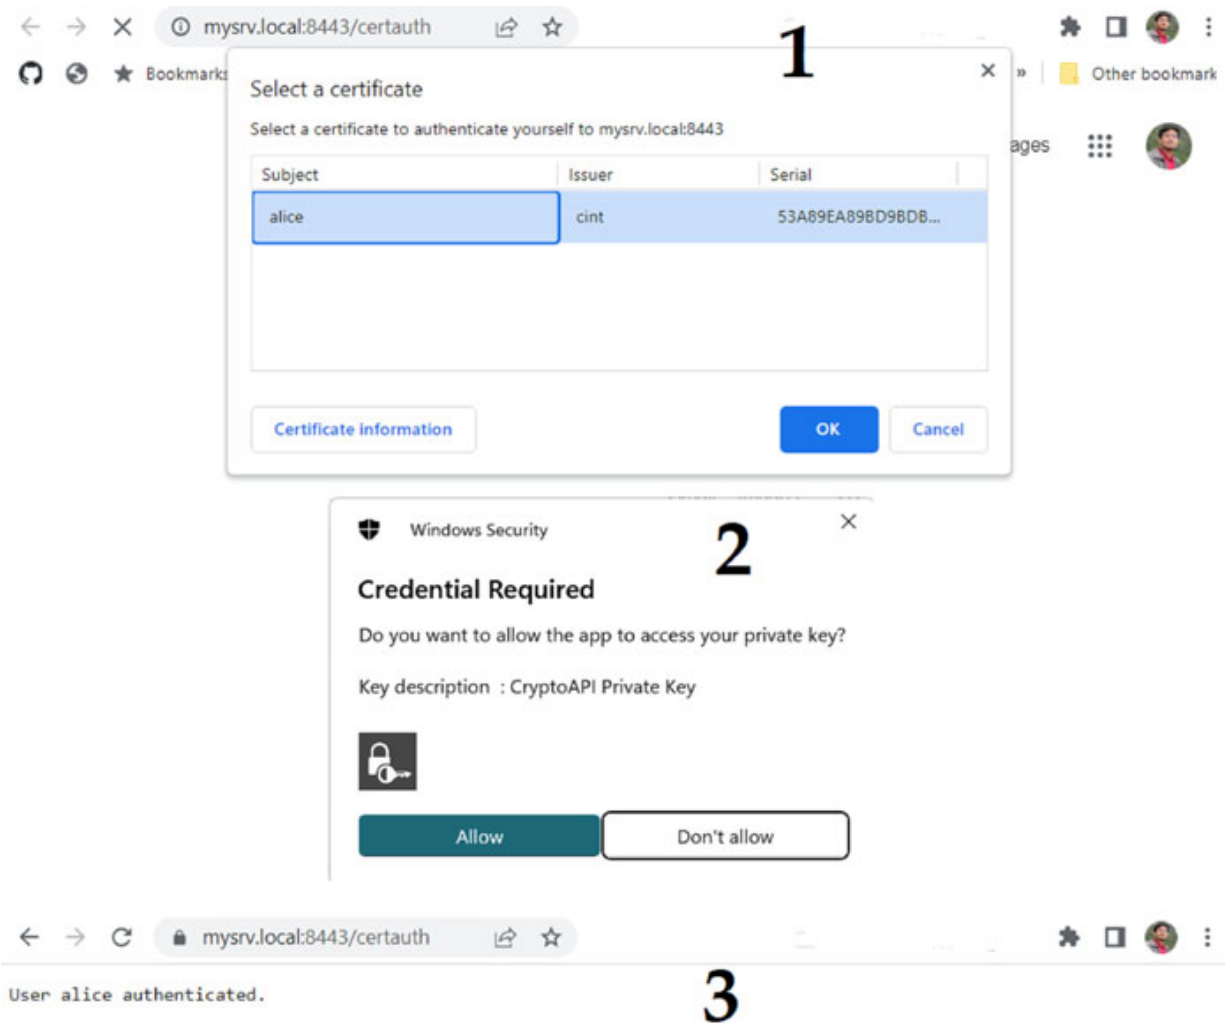 mysrv.local:8443/certauth
1
Bookmarks
»
Other bookmark
Select a certificate
Select a certificate to authenticate yourself to mysrv.local:8443
ages
Subject Issuer Serial
alice cint 53A89EA89BD9BDB...
Certificate information OK Cancel
Windows Security
2
Credential Required
Do you want to allow the app to access your private key?
Key description : CryptoAPI Private Key
Allow Don't allow
mysrv.local:8443/certauth
User alice authenticated.
3